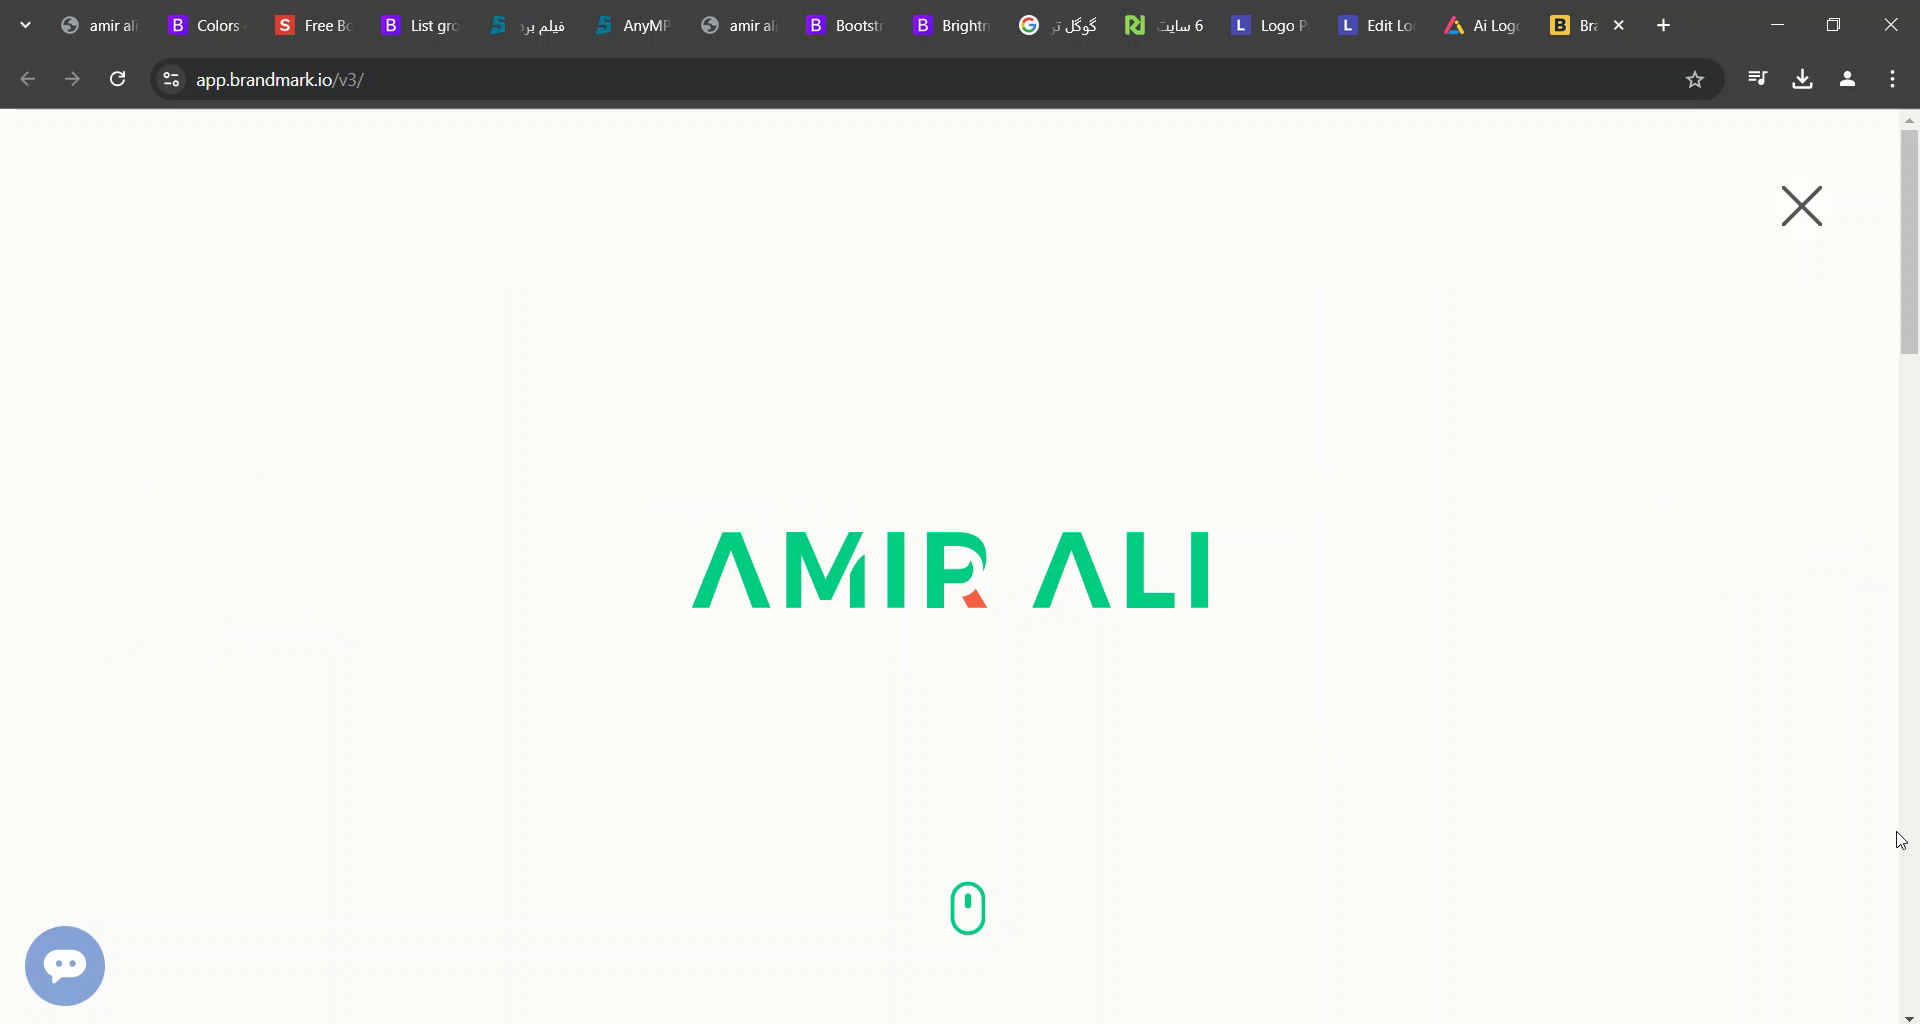 amir ali
Colors
Free Bo
List gro
فیلم برد
AnyMP
amir ali
Bootstr
Brightn
گوگل تر
6 سایت
Logo P
Edit Lo
Ai Logo
Bra
app.brandmark.io/v3/
AMIR ALI